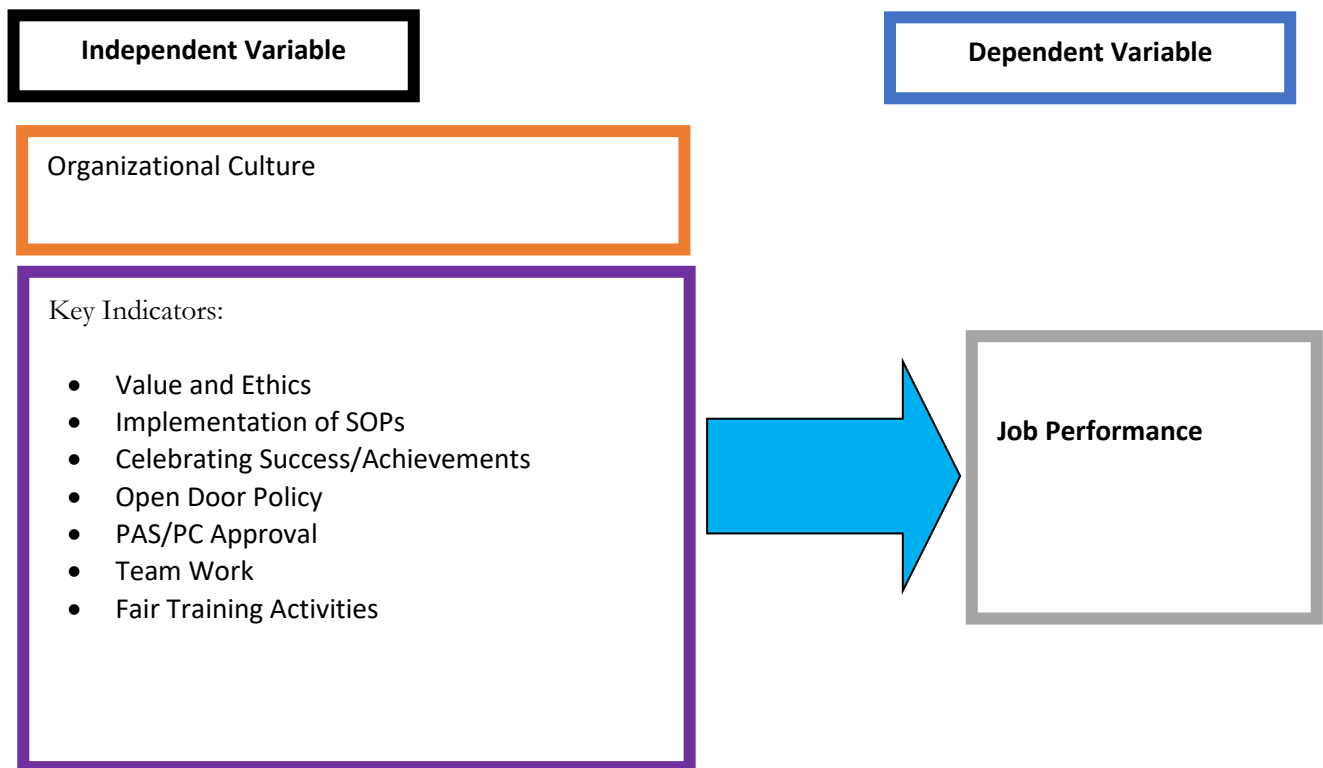 Independent Variable
Dependent Variable
Organizational Culture
Key Indicators:
• Value and Ethics
• Implementation of SOPs
• Celebrating Success/Achievements
• Open Door Policy
• PAS/PC Approval
• Team Work
• Fair Training Activities
Job Performance